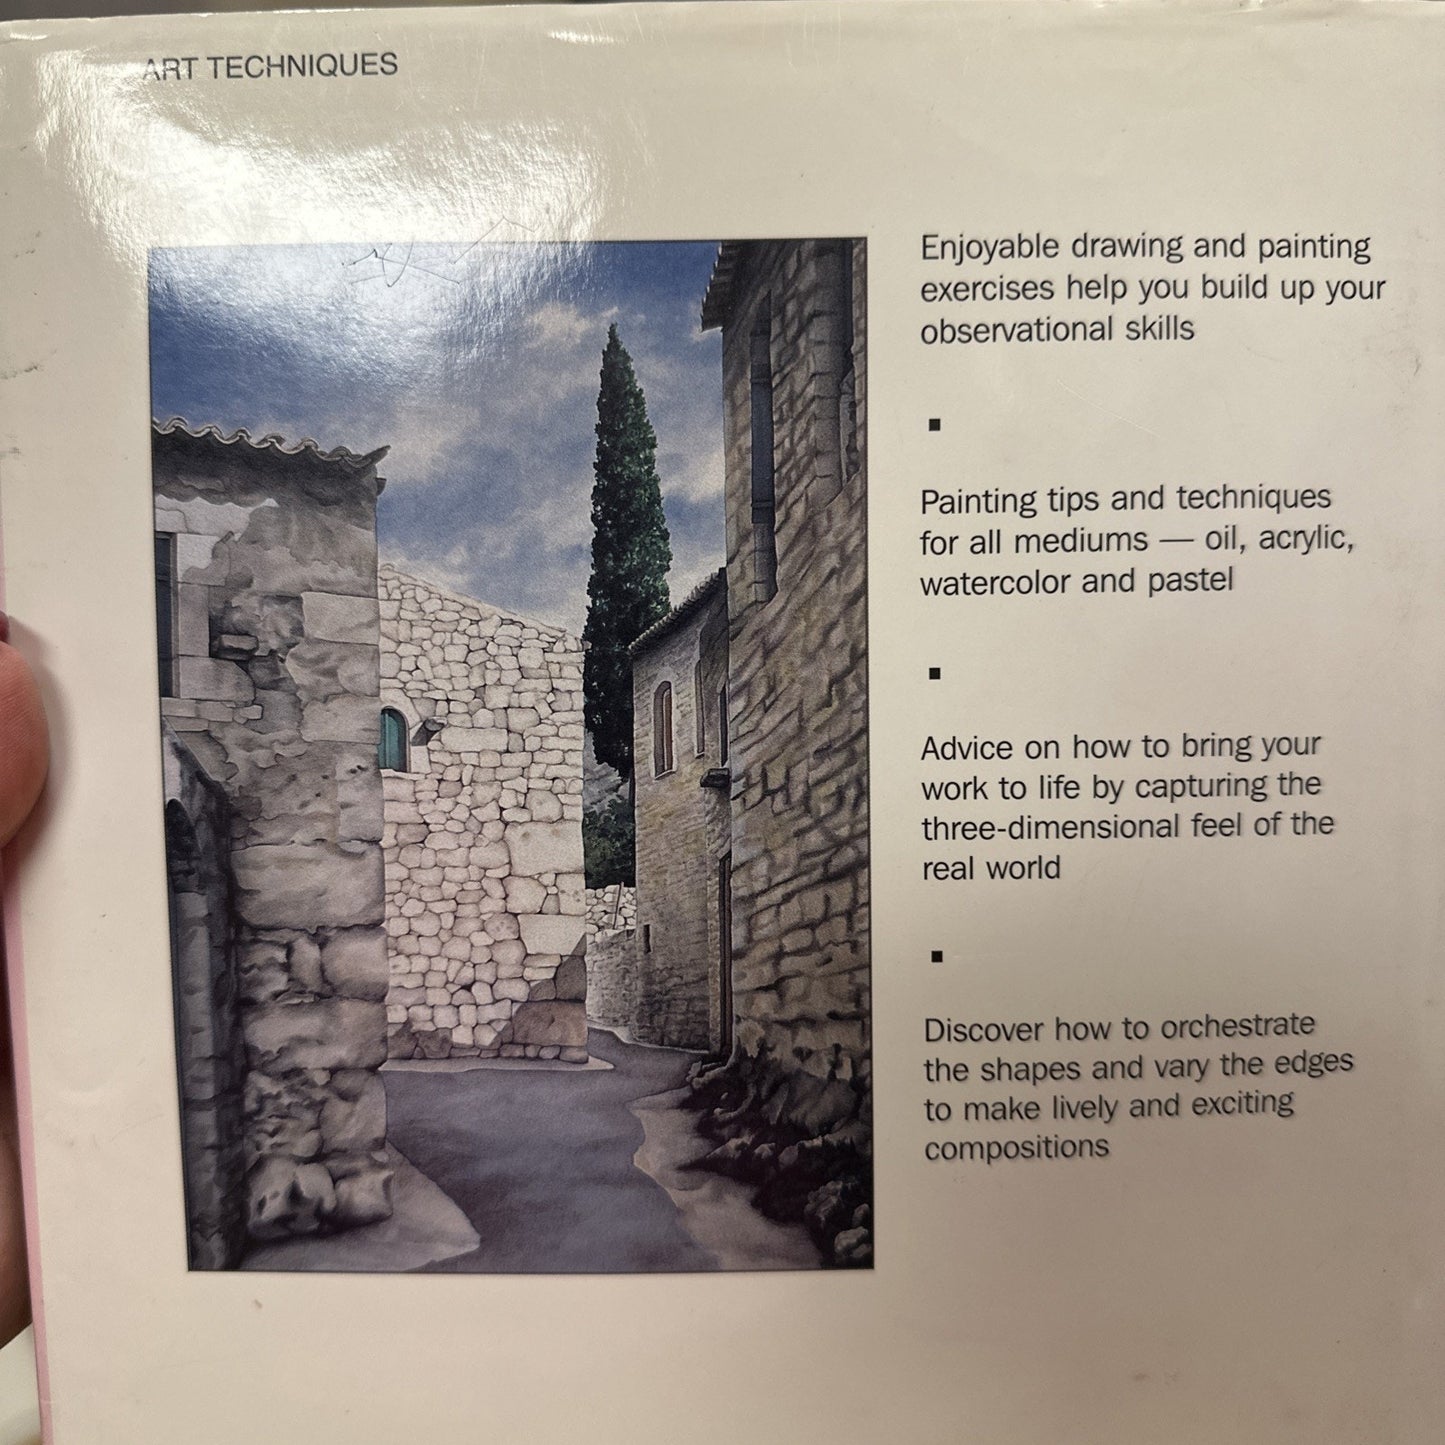 ART TECHNIQUES
Enjoyable drawing and painting
exercises help you build up your
observational skills
Painting tips and techniques
for all mediums — oil, acrylic,
watercolor and pastel
Advice on how to bring your
work to life by capturing the
three-dimensional feel of the
real world
Discover how to orchestrate
the shapes and vary the edges
to make lively and exciting
compositions